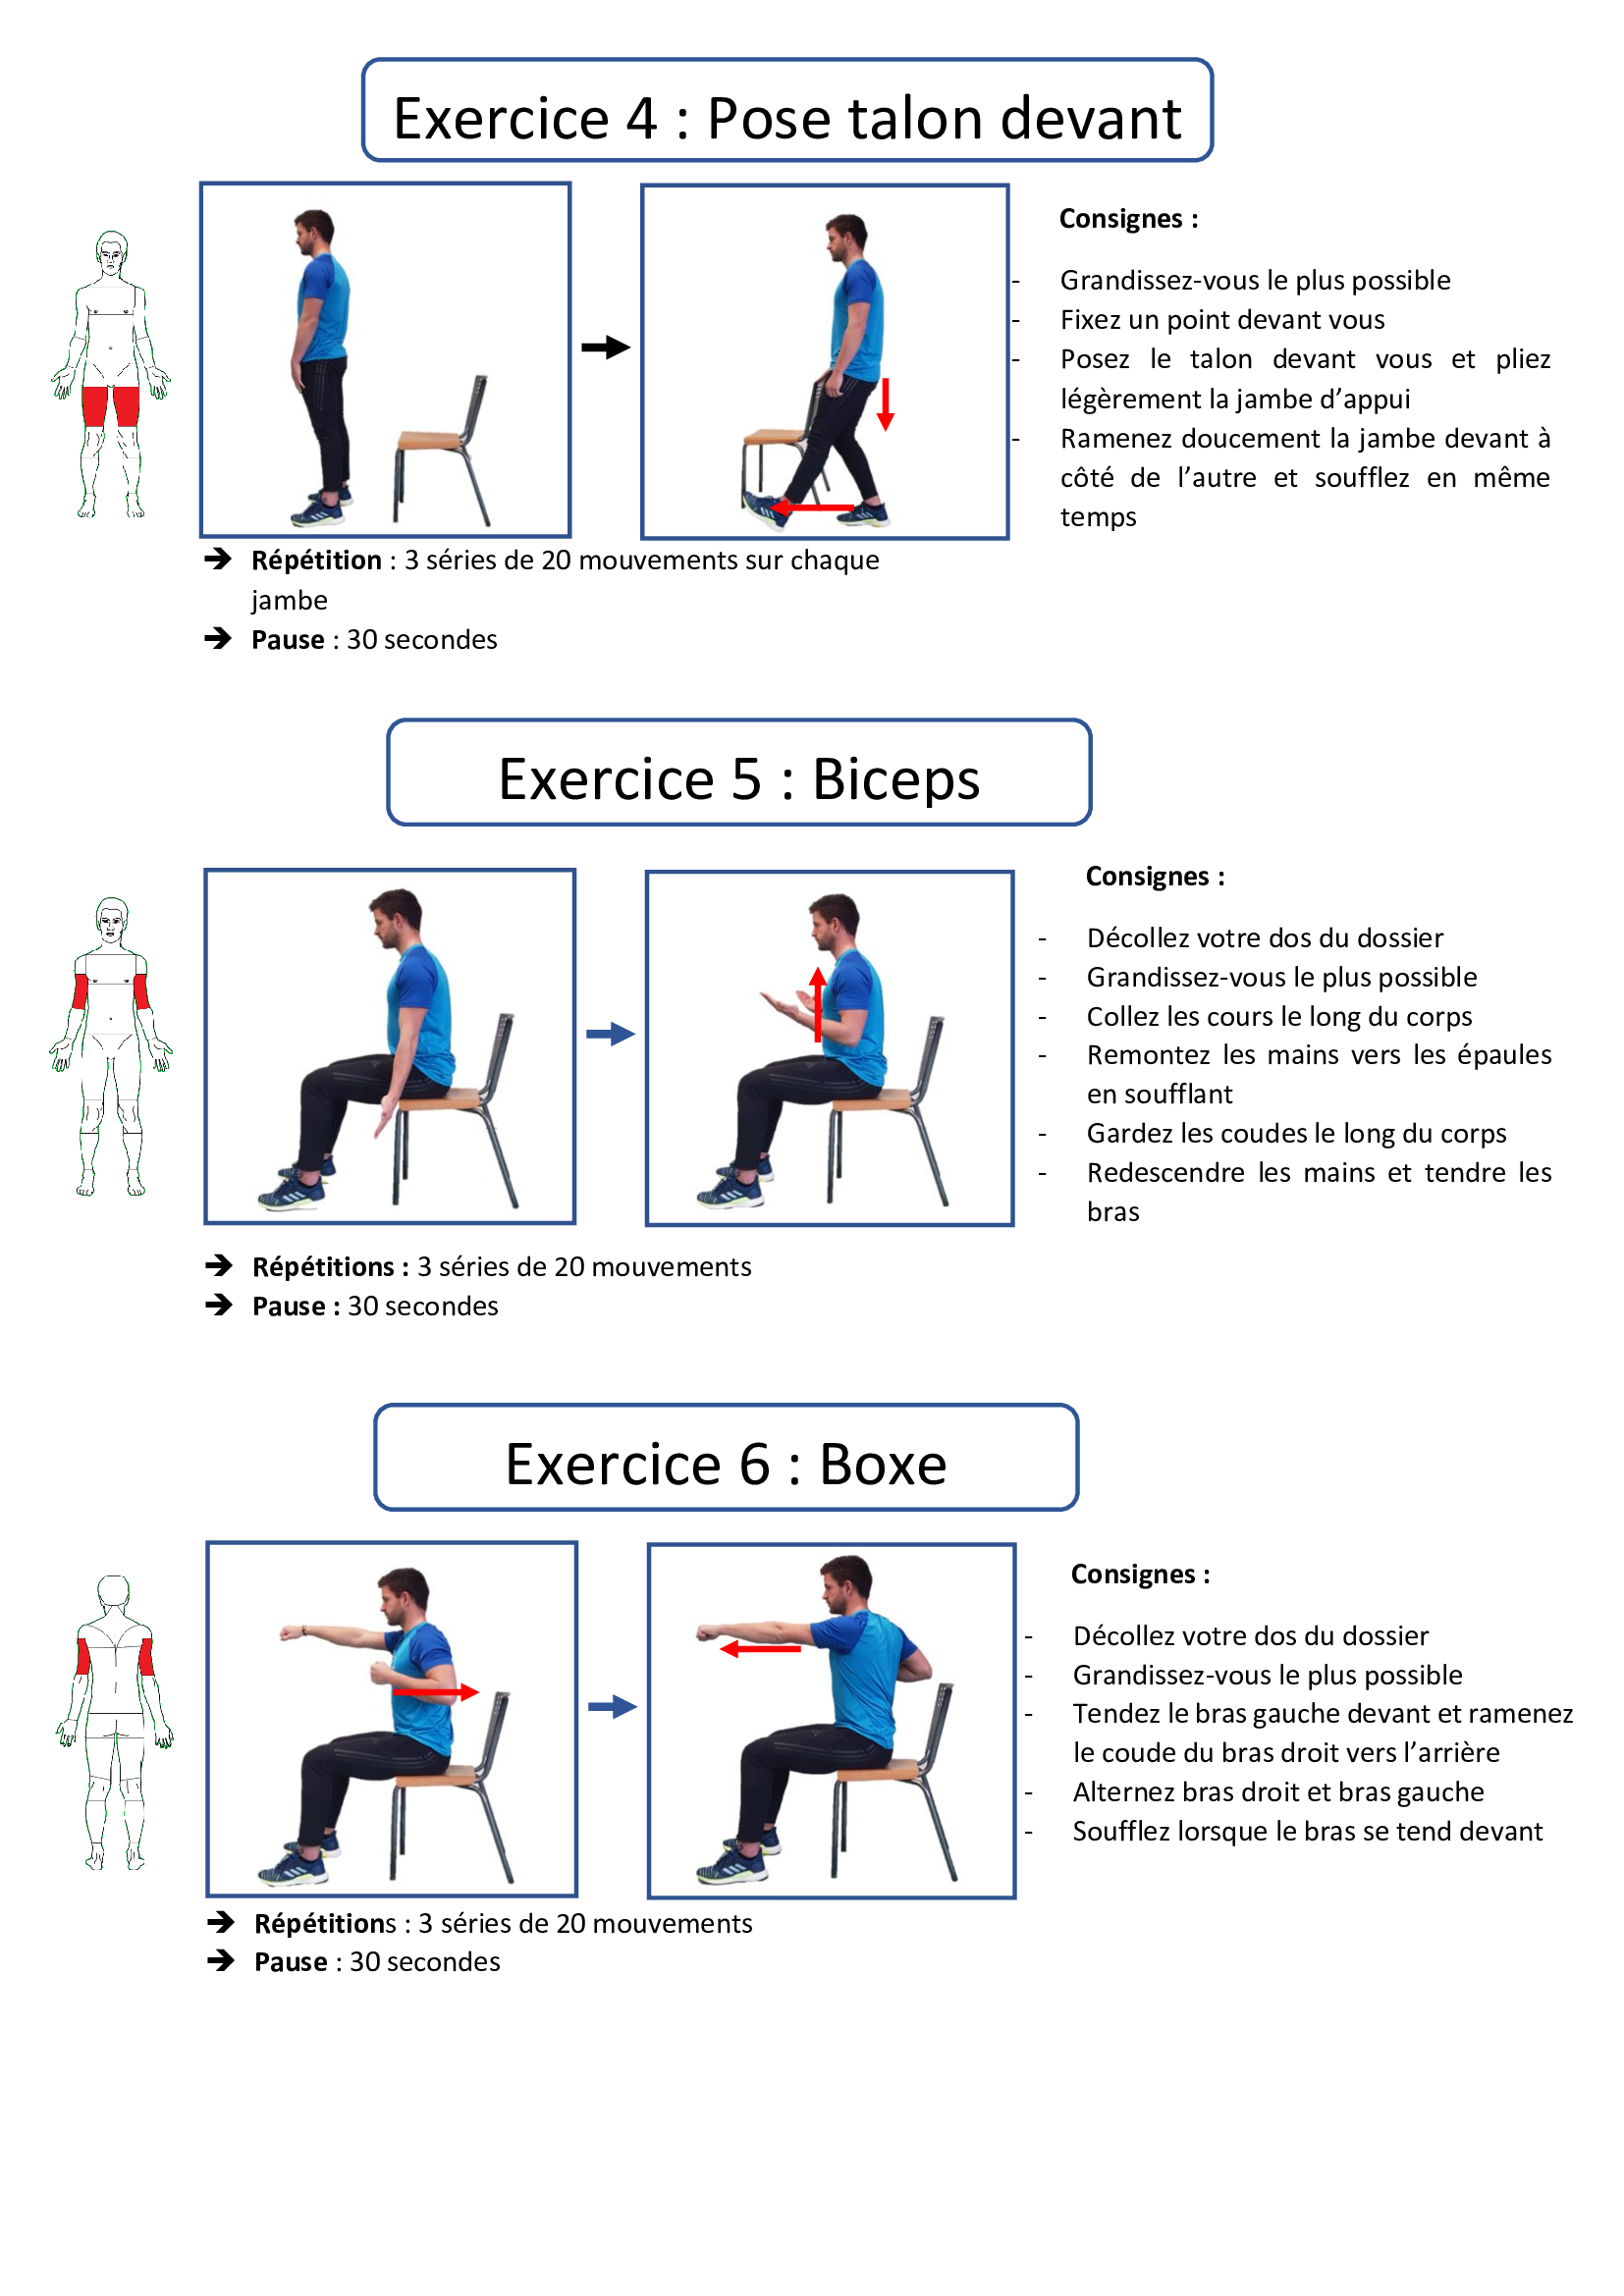 Exercice 4 : Pose talon devant
Consignes :
- Grandissez-vous le plus possible
- Fixez un point devant vous
- Posez le talon devant vous et pliez
légèrement la jambe d’appui
- Ramenez doucement la jambe devant à
côté de l’autre et soufflez en même
temps
➔ Répétition : 3 séries de 20 mouvements sur chaque
jambe
➔ Pause : 30 secondes
Exercice 5 : Biceps
Consignes :
- Décollez votre dos du dossier
- Grandissez-vous le plus possible
- Collez les cours le long du corps
- Remontez les mains vers les épaules
en soufflant
- Gardez les coudes le long du corps
- Redescendre les mains et tendre les
bras
➔ Répétitions : 3 séries de 20 mouvements
➔ Pause : 30 secondes
Exercice 6 : Boxe
Consignes :
- Décollez votre dos du dossier
- Grandissez-vous le plus possible
- Tendez le bras gauche devant et ramenez
le coude du bras droit vers l’arrière
- Alternez bras droit et bras gauche
- Soufflez lorsque le bras se tend devant
➔ Répétitions : 3 séries de 20 mouvements
➔ Pause : 30 secondes